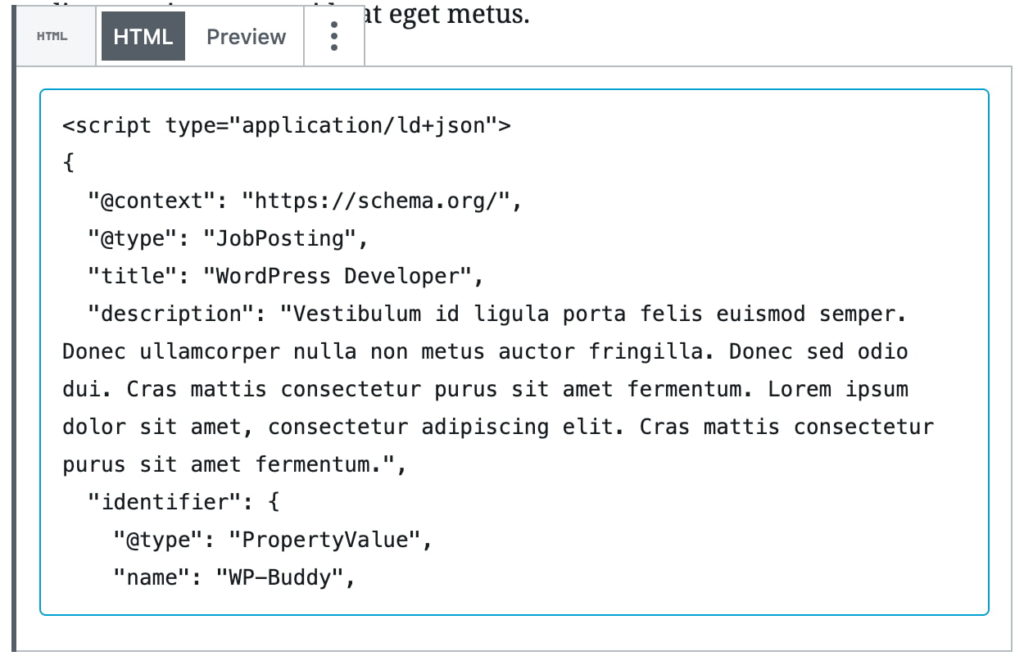 at eget metus.
HTML HTML Preview
<script type="application/ld+json">
{
"@context": "https://schema.org/",
"@type": "JobPosting",
"title": "WordPress Developer",
"description": "Vestibulum id ligula porta felis euismod semper.
Donec ullamcorper nulla non metus auctor fringilla. Donec sed odio
dui. Cras mattis consectetur purus sit amet fermentum. Lorem ipsum
dolor sit amet, consectetur adipiscing elit. Cras mattis consectetur
purus sit amet fermentum.",
"identifier": {
"@type": "PropertyValue",
"name": "WP-Buddy",